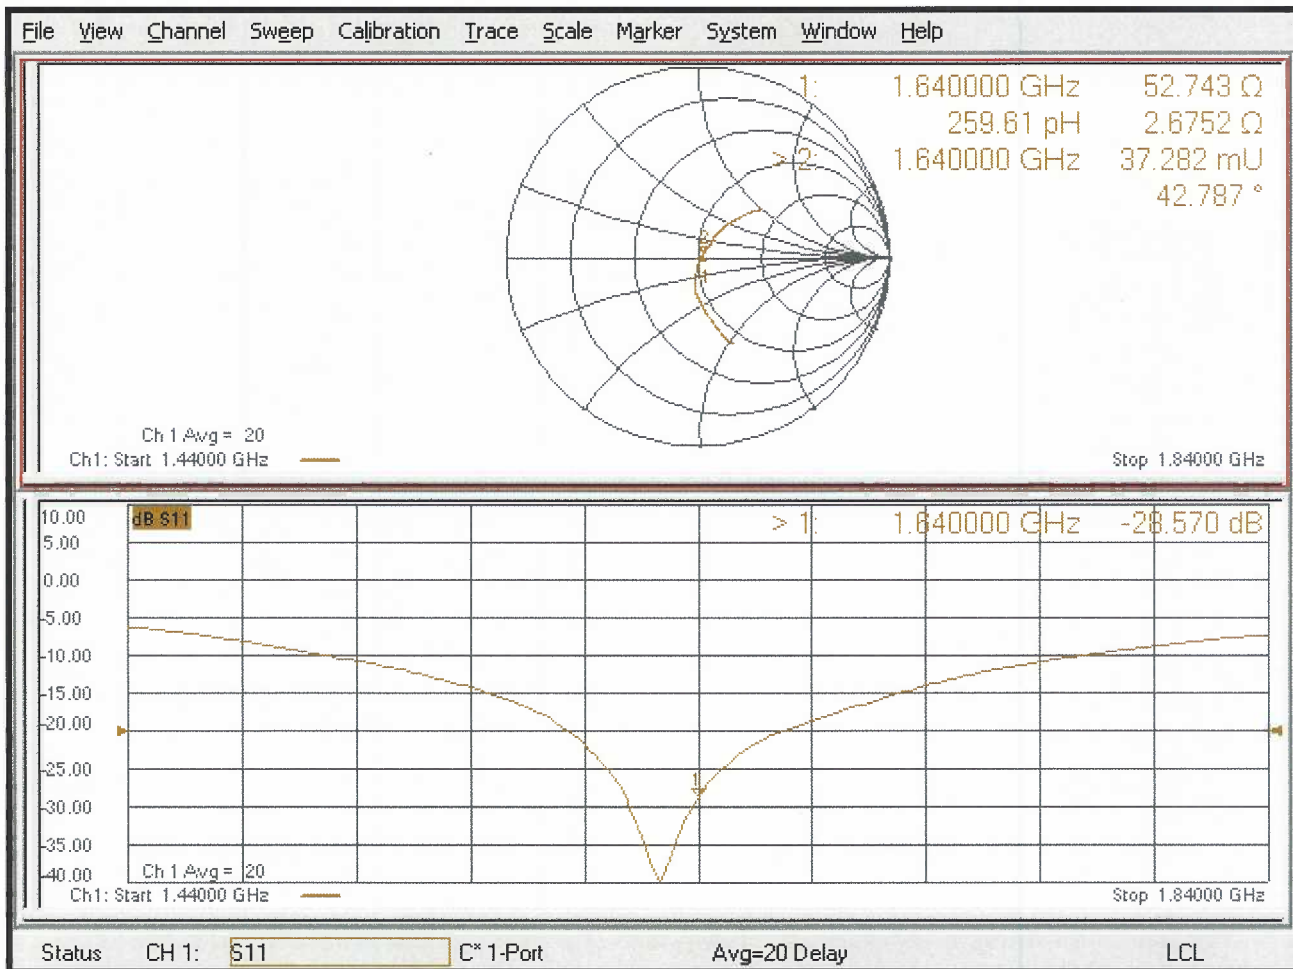 File View Channel Sweep Calibration Trace Scale Marker System Window Help
1: 1.640000 GHz 52.743 Ω
259.61 pH 2.6752 Ω
> 2: 1.640000 GHz 37.282 mU
42.787 °
Ch 1 Avg = 20
Ch1: Start 1.44000 GHz Stop 1.84000 GHz
10.00 dB S11 > 1: 1.640000 GHz -28.570 dB
5.00
0.00
-5.00
-10.00
-15.00
-20.00
-25.00
1
-30.00
-35.00
-40.00 Ch 1 Avg = 20
Ch1: Start 1.44000 GHz Stop 1.84000 GHz
Status CH 1: S11 C* 1-Port Avg=20 Delay LCL